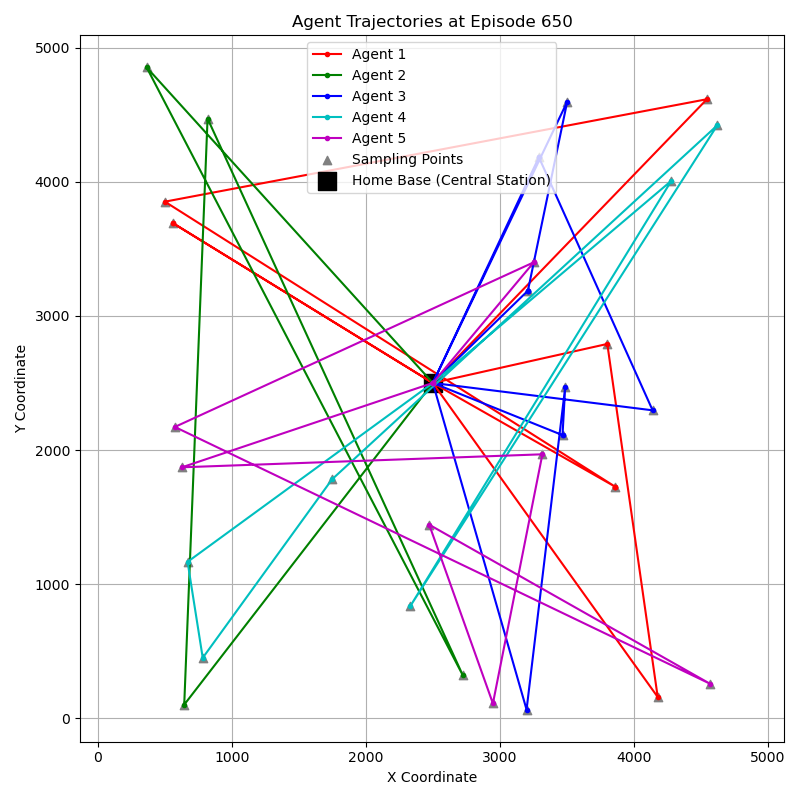 Agent Trajectories at Episode 650
5000
4000
3000
2000
1000
0
Y Coordinate
Agent 1
Agent 2
Agent 3
Agent 4
Agent 5
Sampling Points
Home Base (Central Station)
0 1000 2000 3000 4000 5000
X Coordinate